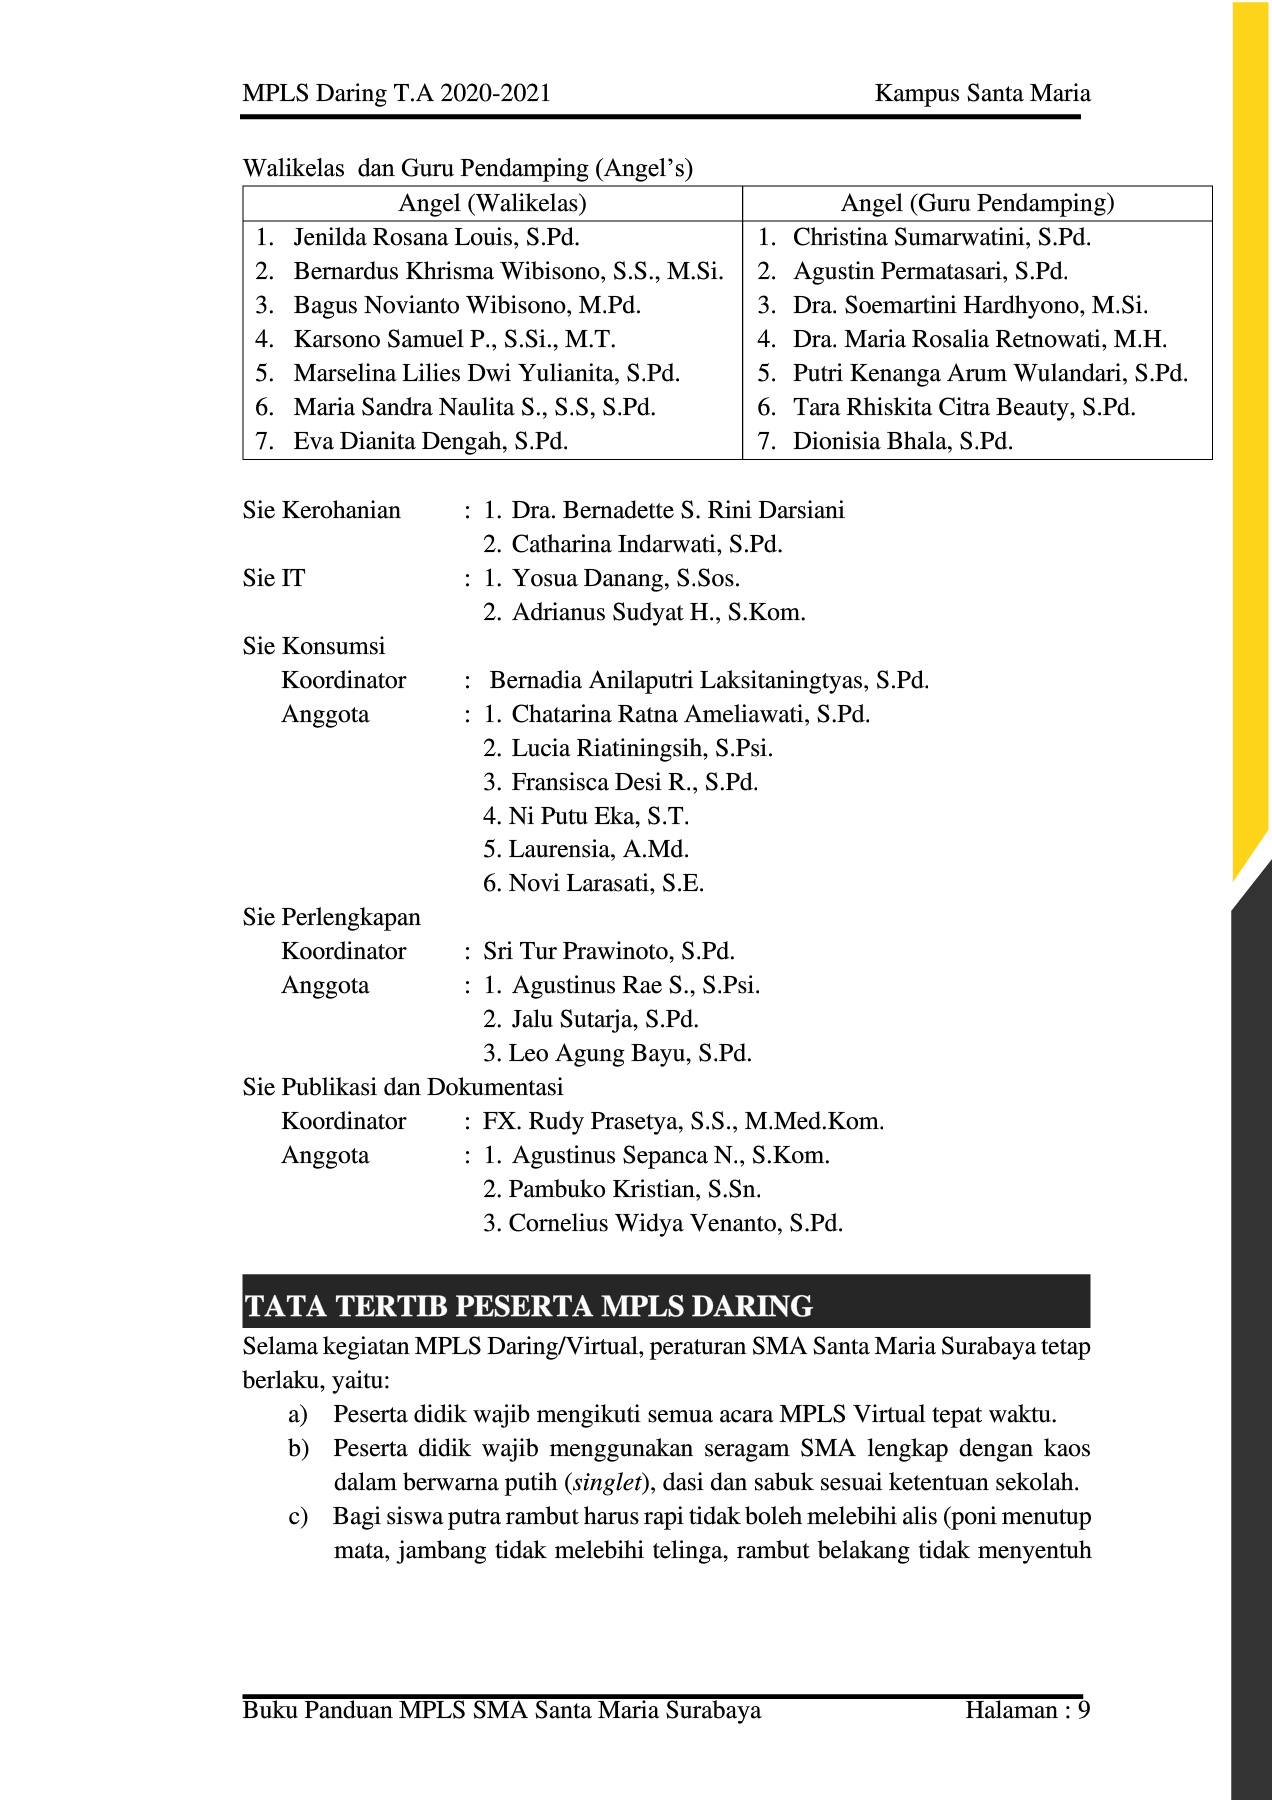 MPLS Daring T.A 2020-2021 Kampus Santa Maria
Walikelas dan Guru Pendamping (Angel’s)
Angel (Walikelas) Angel (Guru Pendamping)
1. Jenilda Rosana Louis, S.Pd. 1. Christina Sumarwatini, S.Pd.
2. Bernardus Khrisma Wibisono, S.S., M.Si. 2. Agustin Permatasari, S.Pd.
3. Bagus Novianto Wibisono, M.Pd. 3. Dra. Soemartini Hardhyono, M.Si.
4. Karsono Samuel P., S.Si., M.T. 4. Dra. Maria Rosalia Retnowati, M.H.
5. Marselina Lilies Dwi Yulianita, S.Pd. 5. Putri Kenanga Arum Wulandari, S.Pd.
6. Maria Sandra Naulita S., S.S, S.Pd. 6. Tara Rhiskita Citra Beauty, S.Pd.
7. Eva Dianita Dengah, S.Pd. 7. Dionisia Bhala, S.Pd.
Sie Kerohanian : 1. Dra. Bernadette S. Rini Darsiani
2. Catharina Indarwati, S.Pd.
Sie IT : 1. Yosua Danang, S.Sos.
2. Adrianus Sudyat H., S.Kom.
Sie Konsumsi
Koordinator : Bernadia Anilaputri Laksitaningtyas, S.Pd.
Anggota : 1. Chatarina Ratna Ameliawati, S.Pd.
2. Lucia Riatiningsih, S.Psi.
3. Fransisca Desi R., S.Pd.
4. Ni Putu Eka, S.T.
5. Laurensia, A.Md.
6. Novi Larasati, S.E.
Sie Perlengkapan
Koordinator : Sri Tur Prawinoto, S.Pd.
Anggota : 1. Agustinus Rae S., S.Psi.
2. Jalu Sutarja, S.Pd.
3. Leo Agung Bayu, S.Pd.
Sie Publikasi dan Dokumentasi
Koordinator : FX. Rudy Prasetya, S.S., M.Med.Kom.
Anggota : 1. Agustinus Sepanca N., S.Kom.
2. Pambuko Kristian, S.Sn.
3. Cornelius Widya Venanto, S.Pd.
TATA TERTIB PESERTA MPLS DARING
Selama kegiatan MPLS Daring/Virtual, peraturan SMA Santa Maria Surabaya tetap
berlaku, yaitu:
a) Peserta didik wajib mengikuti semua acara MPLS Virtual tepat waktu.
b) Peserta didik wajib menggunakan seragam SMA lengkap dengan kaos
dalam berwarna putih (singlet), dasi dan sabuk sesuai ketentuan sekolah.
c) Bagi siswa putra rambut harus rapi tidak boleh melebihi alis (poni menutup
mata, jambang tidak melebihi telinga, rambut belakang tidak menyentuh
Buku Panduan MPLS SMA Santa Maria Surabaya Halaman : 9